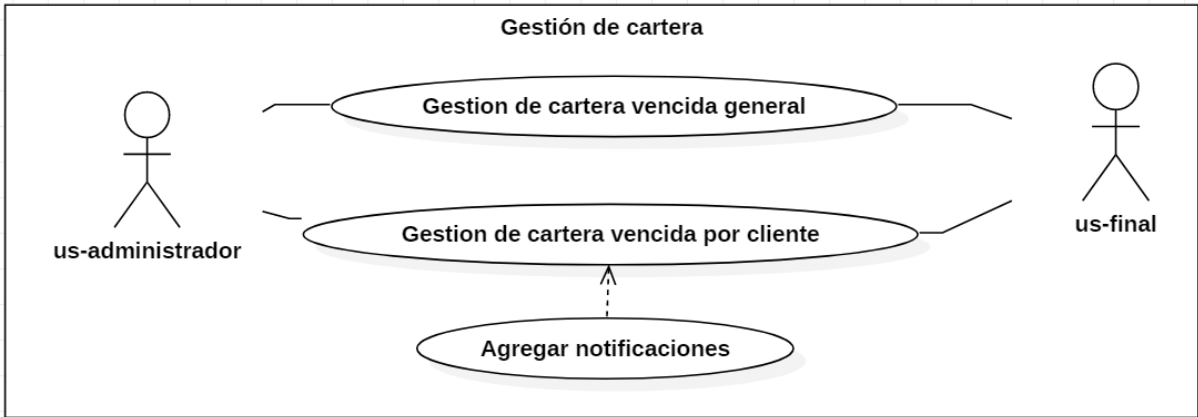 Gestión de cartera
Gestion de cartera vencida general
us-administrador
Gestion de cartera vencida por cliente
us-final
Agregar notificaciones